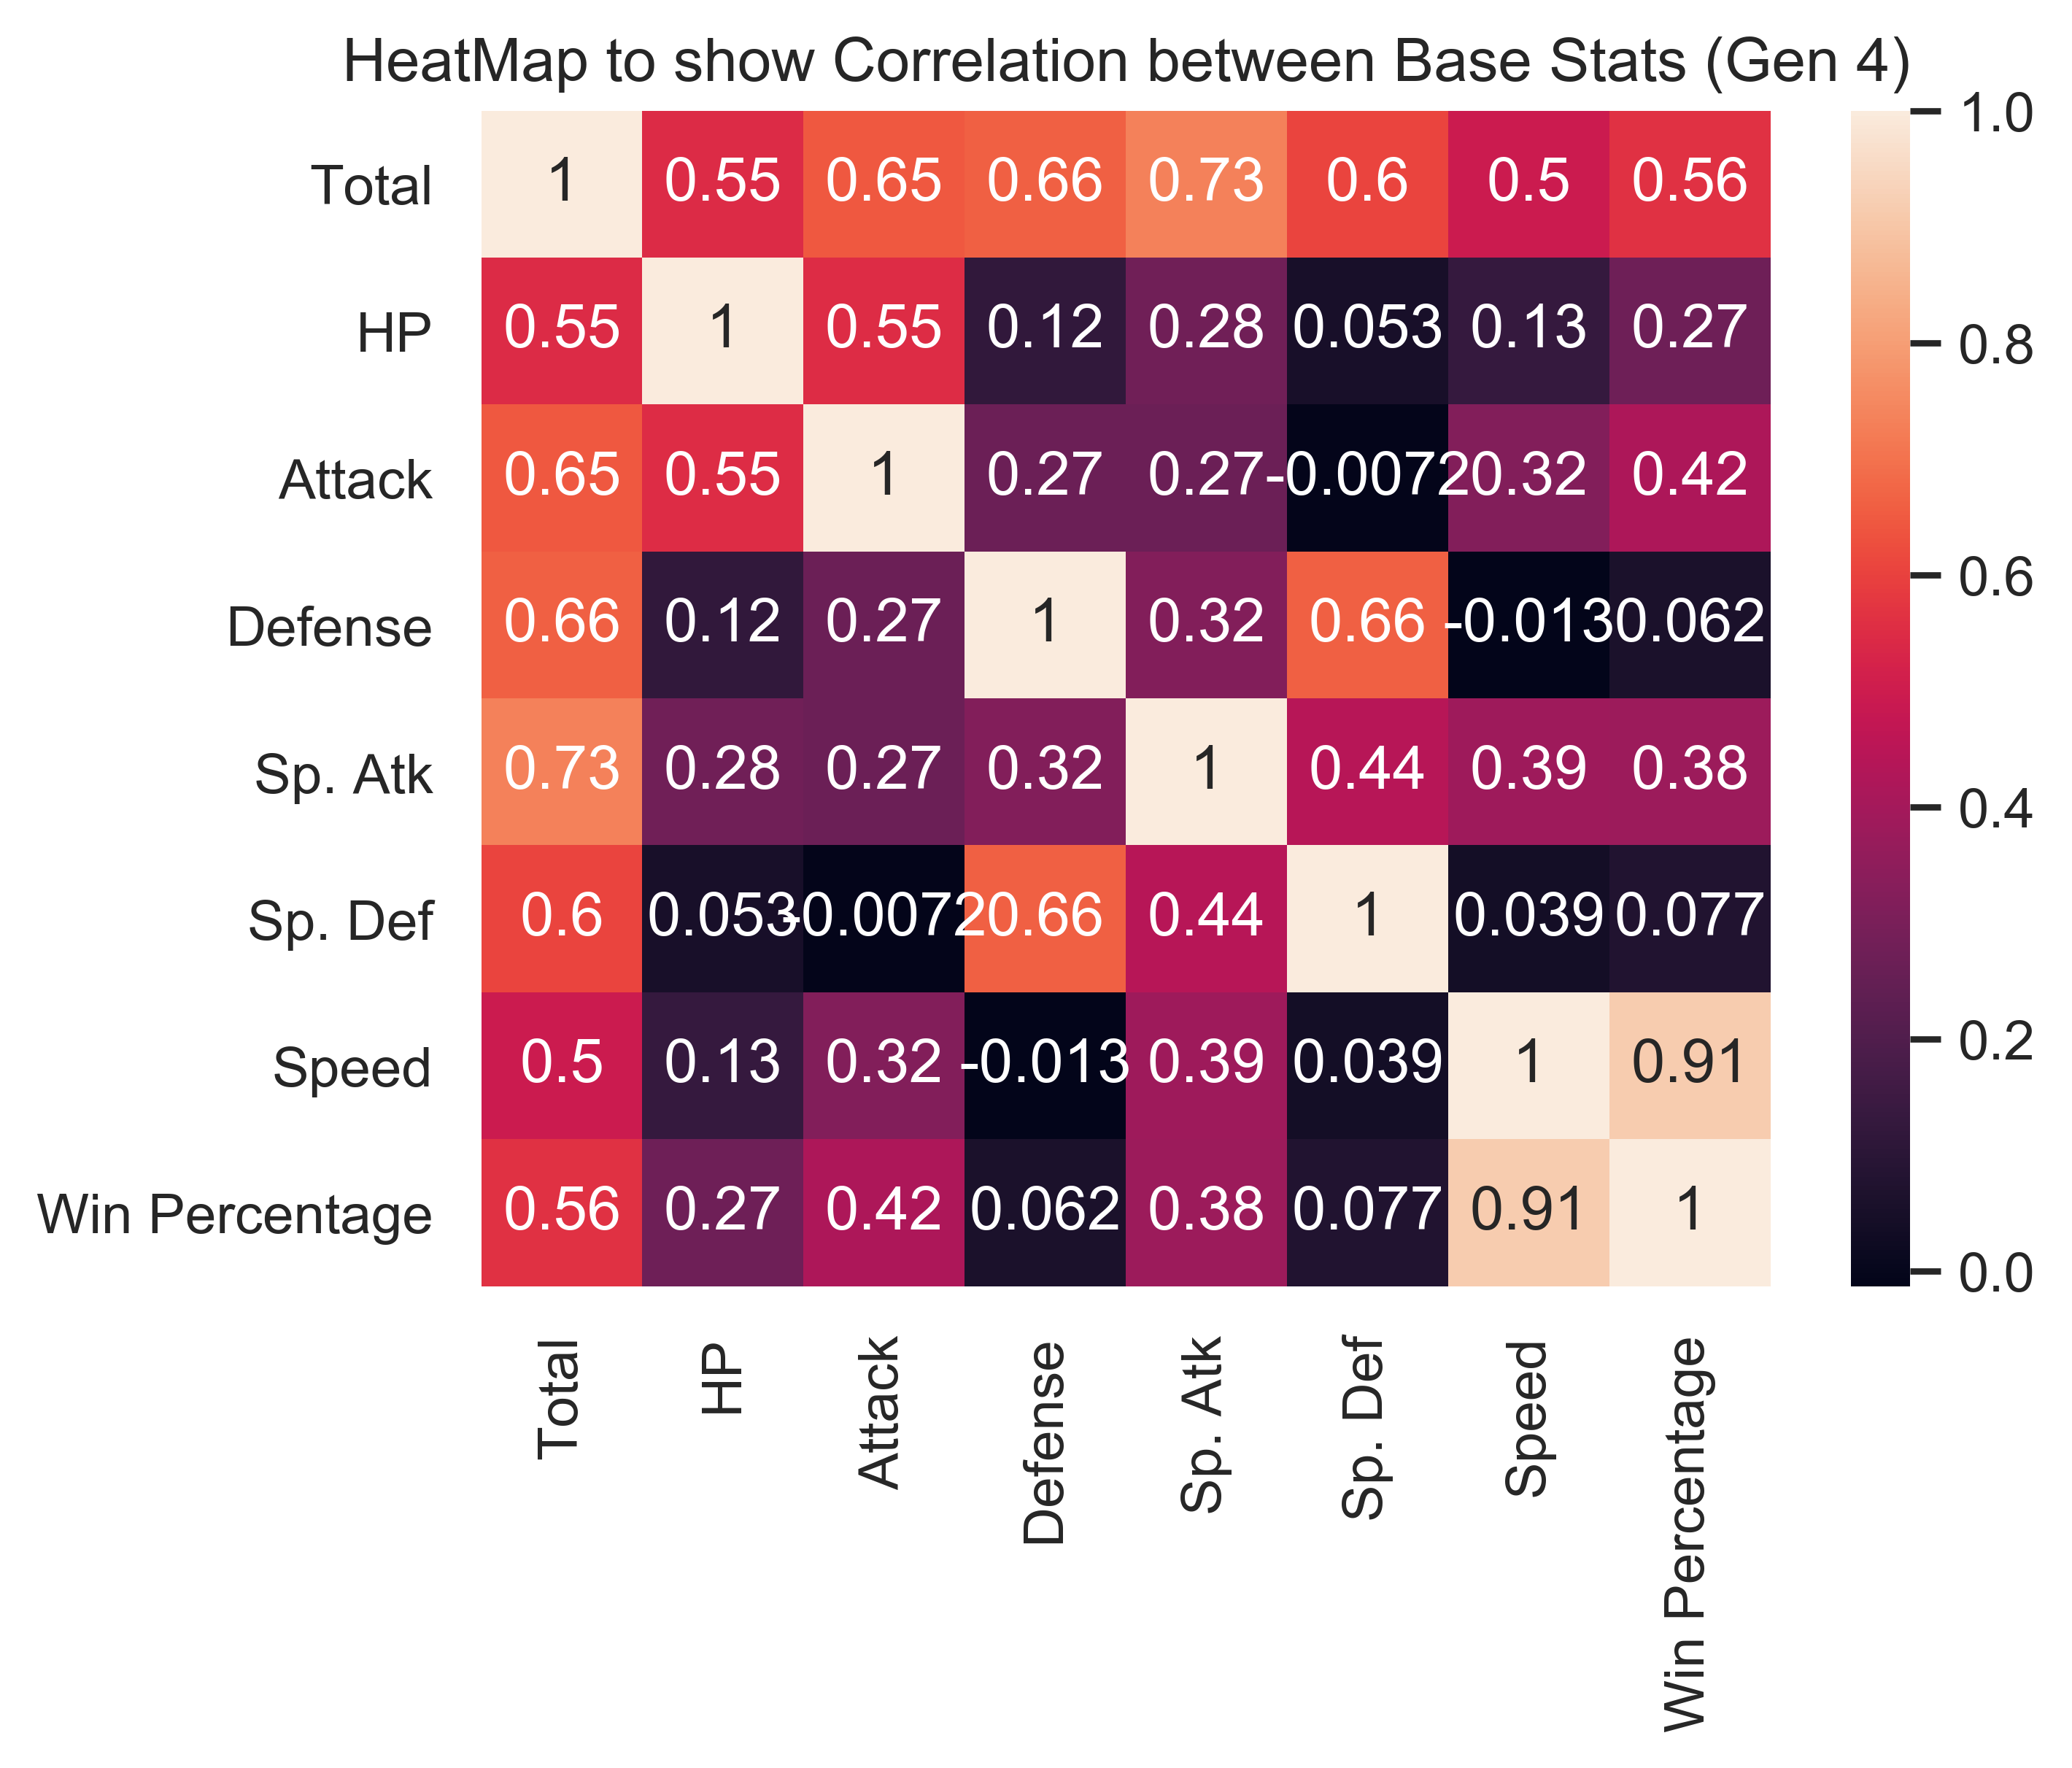 HeatMap to show Correlation between Base Stats (Gen 4)
Total 1 0.55 0.65 0.66 0.73 0.6 0.5 0.56
HP 0.55 1 0.55 0.12 0.28 0.053 0.13 0.27
Attack 0.65 0.55 1 0.27 0.27 -0.0072 0.32 0.42
Defense 0.66 0.12 0.27 1 0.32 0.66 -0.013 0.062
Sp. Atk 0.73 0.28 0.27 0.32 1 0.44 0.39 0.38
Sp. Def 0.6 0.053 -0.0072 0.66 0.44 1 0.039 0.077
Speed 0.5 0.13 0.32 -0.013 0.39 0.039 1 0.91
Win Percentage 0.56 0.27 0.42 0.062 0.38 0.077 0.91 1
Total
HP
Attack
Defense
Sp. Atk
Sp. Def
Speed
Win Percentage
1.0
0.8
0.6
0.4
0.2
0.0